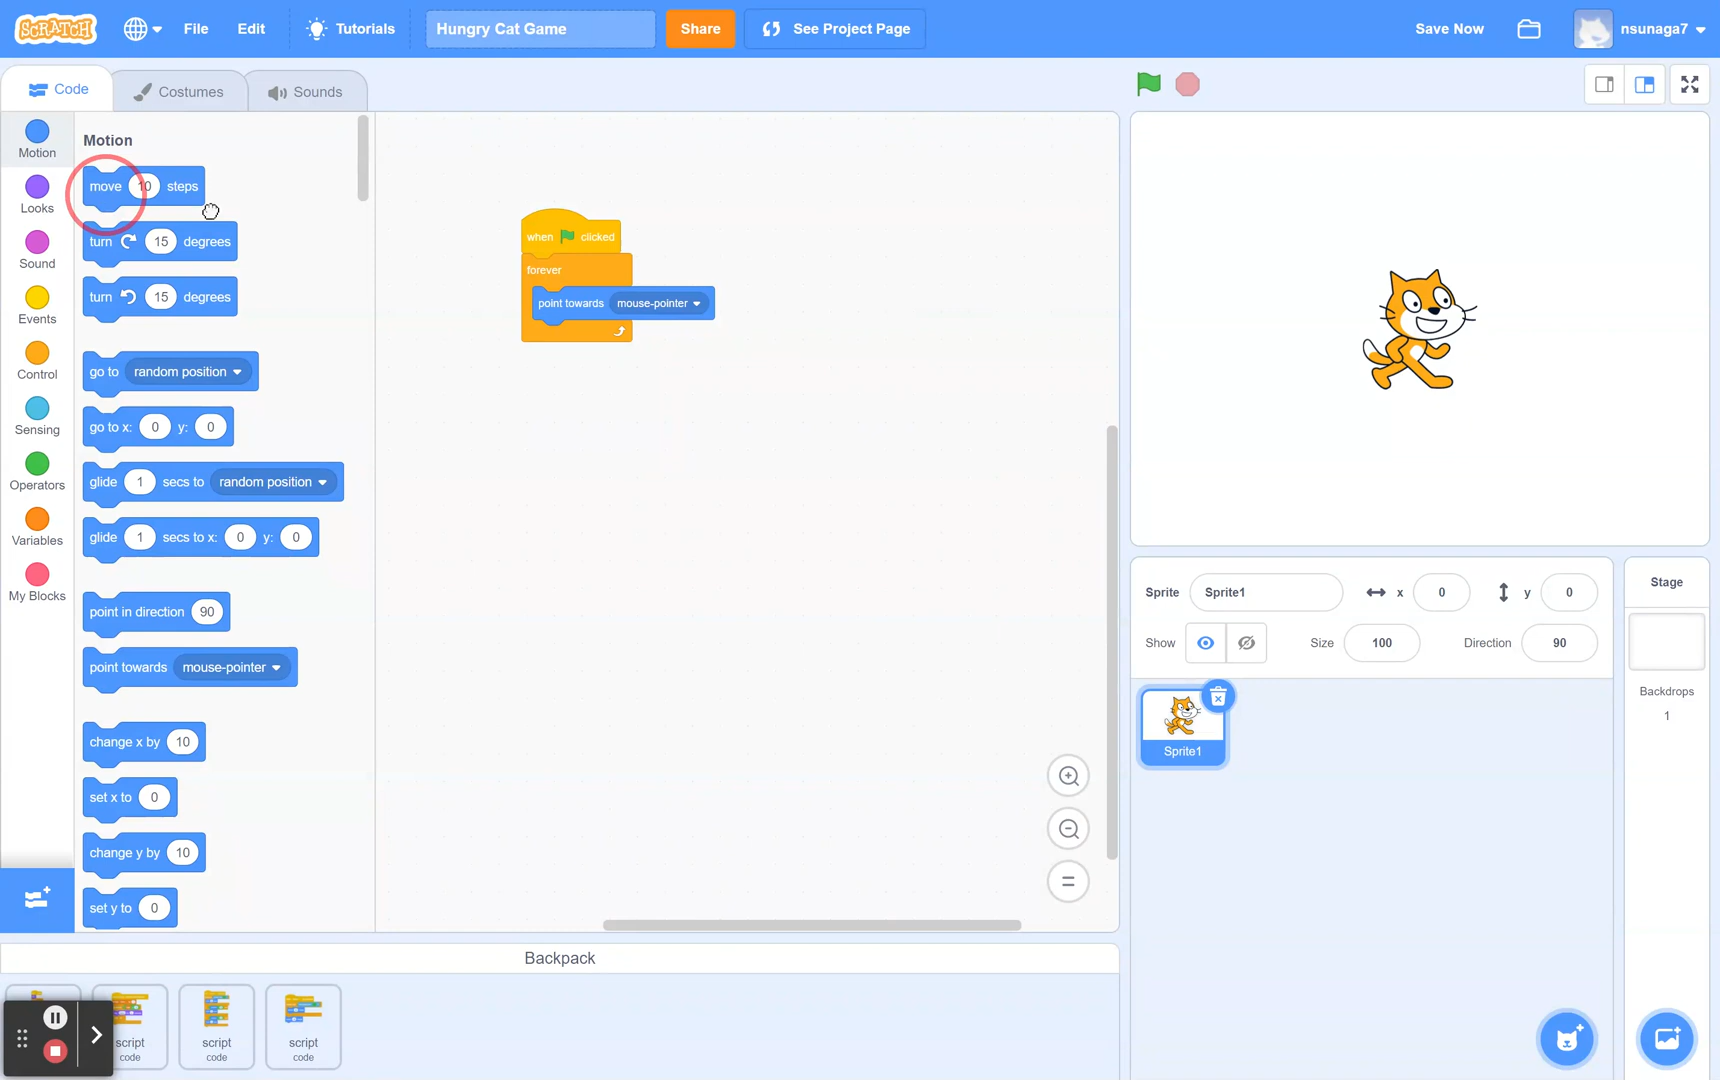 SCRATCH File Edit Tutorials Hungry Cat Game Share See Project Page Save Now nsunaga7
Code Costumes Sounds
Motion
Looks
Sound
Events
Control
Sensing
Operators
Variables
My Blocks
Motion
move 10 steps
turn 15 degrees
turn 15 degrees
go to random position
go to x: 0 y: 0
glide 1 secs to random position
glide 1 secs to x: 0 y: 0
point in direction 90
point towards mouse-pointer
change x by 10
set x to 0
change y by 10
set y to 0
when clicked
forever
point towards mouse-pointer
Sprite Sprite1 x 0 y 0
Show Size 100 Direction 90
Sprite1
Stage
Backdrops
1
Backpack
script
code
script
code
script
code